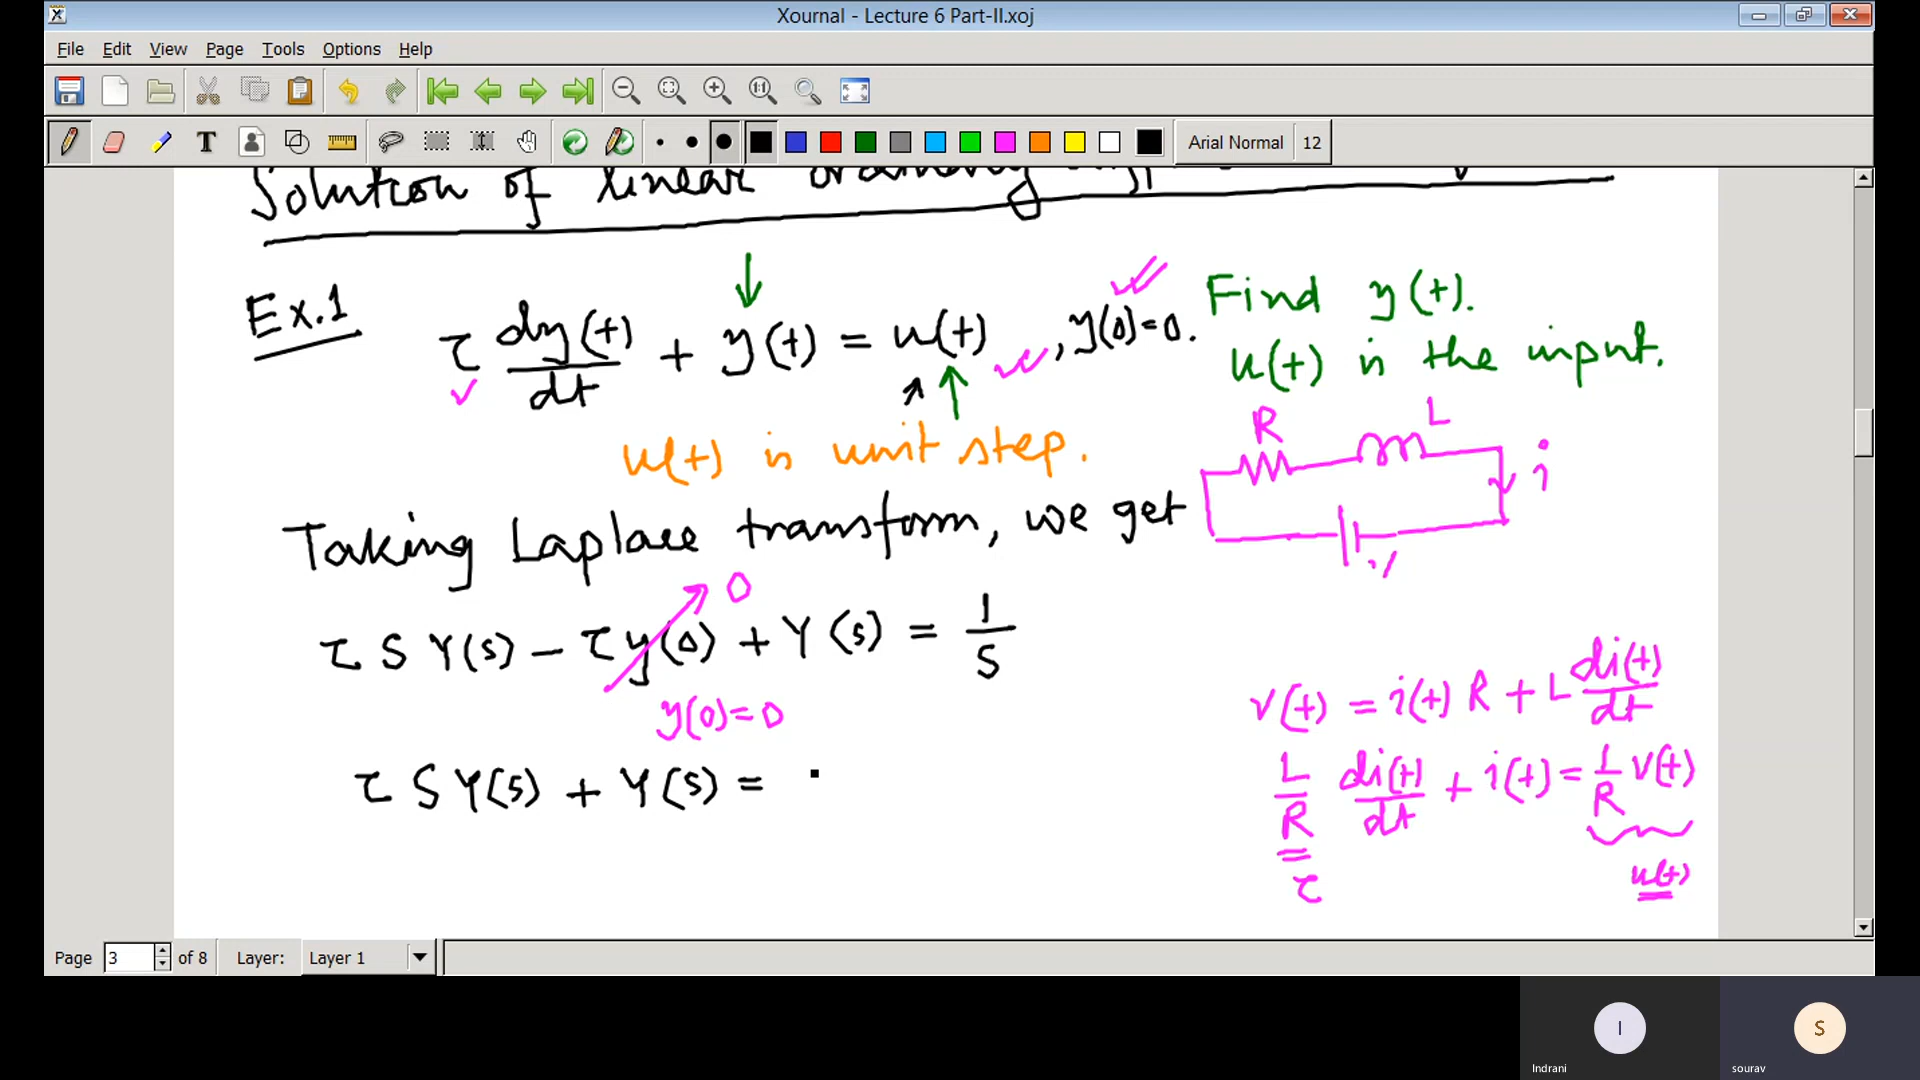 Xournal - Lecture 6 Part-II.xoj
File Edit View Page Tools Options Help
Arial Normal 12
Solution of linear
Ex.1
τ dy(t)/dt + y(t) = u(t), y(0)=0.
Find y(t).
u(t) is the input.
u(t) is unit step.
R L
i
v
Taking Laplace transform, we get
0
τ S Y(s) - τ y(0) + Y(s) = 1/S
y(0)=0
τ S Y(s) + Y(s) =
v(t) = i(t) R + L di(t)/dt
L/R di(t)/dt + i(t) = 1/R v(t)
τ u(t)
Page 3 of 8 Layer: Layer 1
I S
Indrani sourav